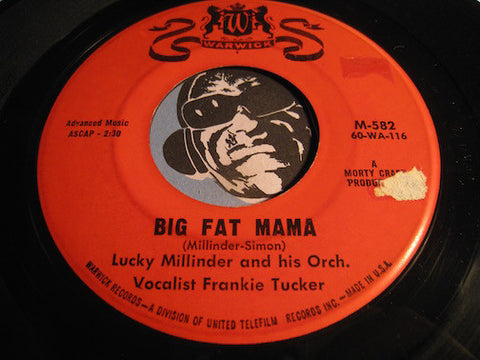 W
WARWICK
Advanced Music
ASCAP - 2:30
M-582
60-WA-116
A
MORTY
BIG FAT MAMA
(Millinder-Simon)
Lucky Millinder and his Orch.
Vocalist Frankie Tucker
WARWICK RECORDS - A DIVISION OF UNITED TELEFILM RECORDS INC. - MADE IN U.S.A.